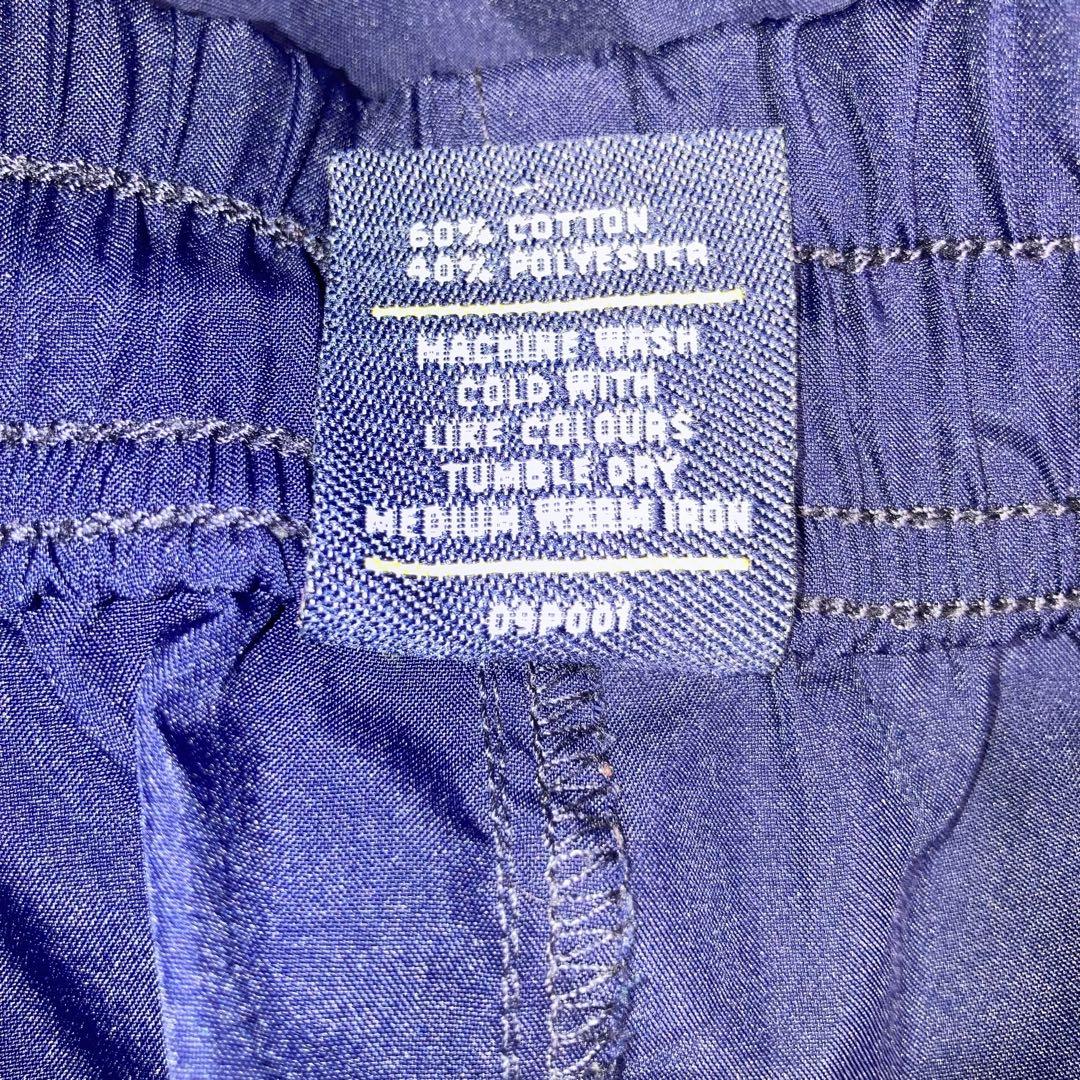 60% COTTON
40% POLYESTER
MACHINE WASH
COLD WITH
LIKE COLOURS
TUMBLE DRY
MEDIUM WARM IRON
09P001